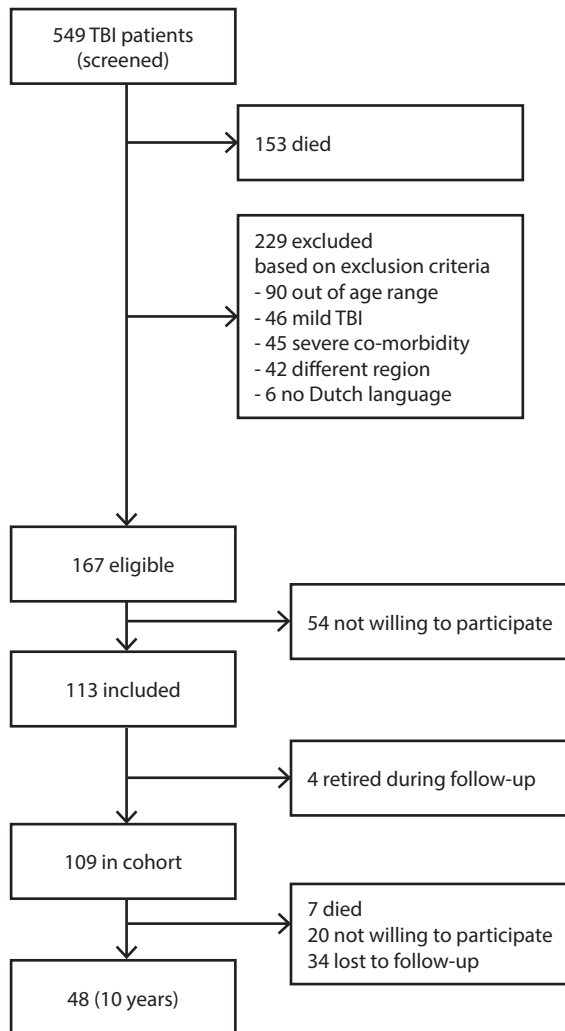 549 TBI patients
(screened)
153 died
229 excluded
based on exclusion criteria
- 90 out of age range
- 46 mild TBI
- 45 severe co-morbidity
- 42 different region
- 6 no Dutch language
167 eligible
54 not willing to participate
113 included
4 retired during follow-up
109 in cohort
7 died
20 not willing to participate
34 lost to follow-up
48 (10 years)